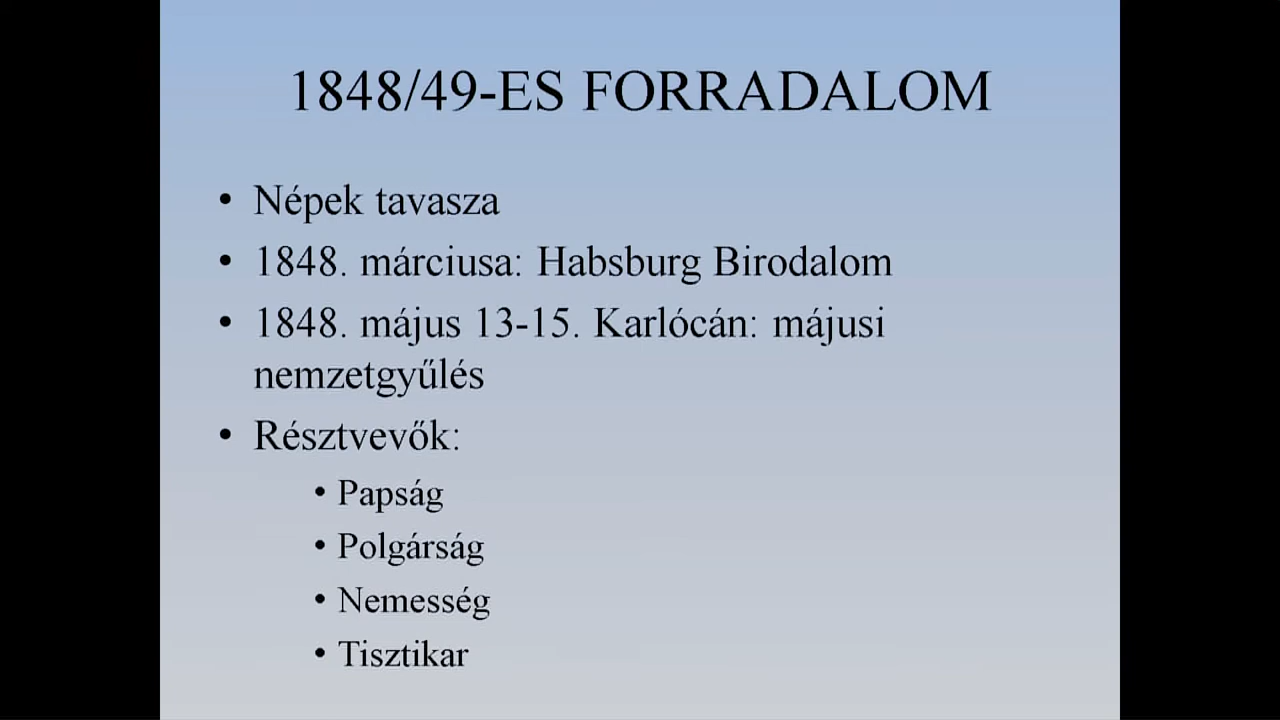 1848/49-ES FORRADALOM
• Népek tavasza
• 1848. márciusa: Habsburg Birodalom
• 1848. május 13-15. Karlócán: májusi
nemzetgyűlés
• Résztvevők:
• Papság
• Polgárság
• Nemesség
• Tisztikar